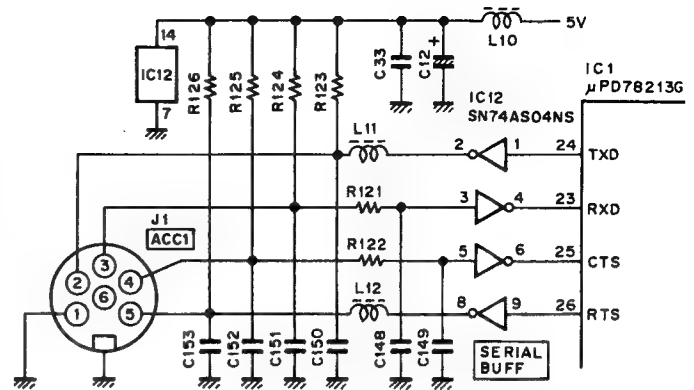 14
IC12
7
R126
R125
R124
R123
C33
C12
+
L10
5V
IC1
μPD78213G
IC12
SN74AS04NS
L11
2
1
24
TXD
R121
3
4
23
RXD
R122
5
6
25
CTS
L12
8
9
26
RTS
J1
ACC1
3
2
4
6
1
5
C153
C152
C151
C150
C148
C149
SERIAL
BUFF